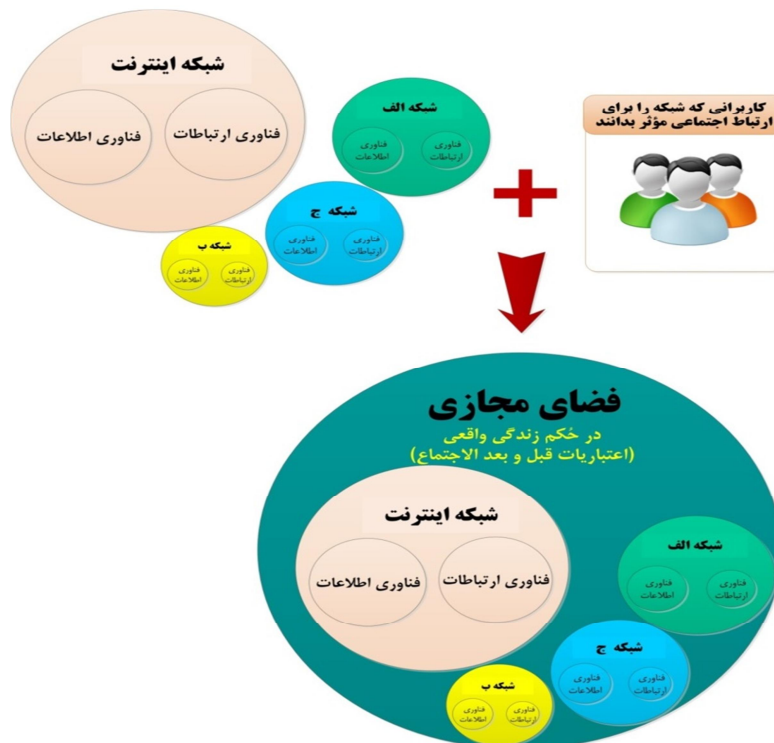 شبکه اینترنت
فناوری ارتباطات
فناوری اطلاعات
شبکه الف
فناوری
ارتباطات
فناوری
اطلاعات
شبکه ج
فناوری
ارتباطات
فناوری
اطلاعات
شبکه ب
فناوری
ارتباطات
فناوری
اطلاعات
کاربرانی که شبکه را برای
ارتباط اجتماعی مؤثر بدانند
فضای مجازی
در حُکم زندگی واقعی
(اعتباریات قبل و بعد الاجتماع)
شبکه اینترنت
فناوری ارتباطات
فناوری اطلاعات
شبکه الف
فناوری
ارتباطات
فناوری
اطلاعات
شبکه ج
فناوری
ارتباطات
فناوری
اطلاعات
شبکه ب
فناوری
ارتباطات
فناوری
اطلاعات